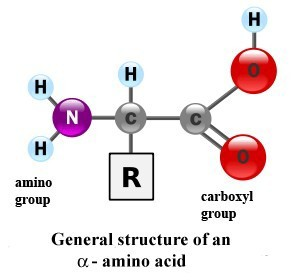 H
H
H
O
N
C
C
H
O
R
amino
group
carboxyl
group
General structure of an
α - amino acid